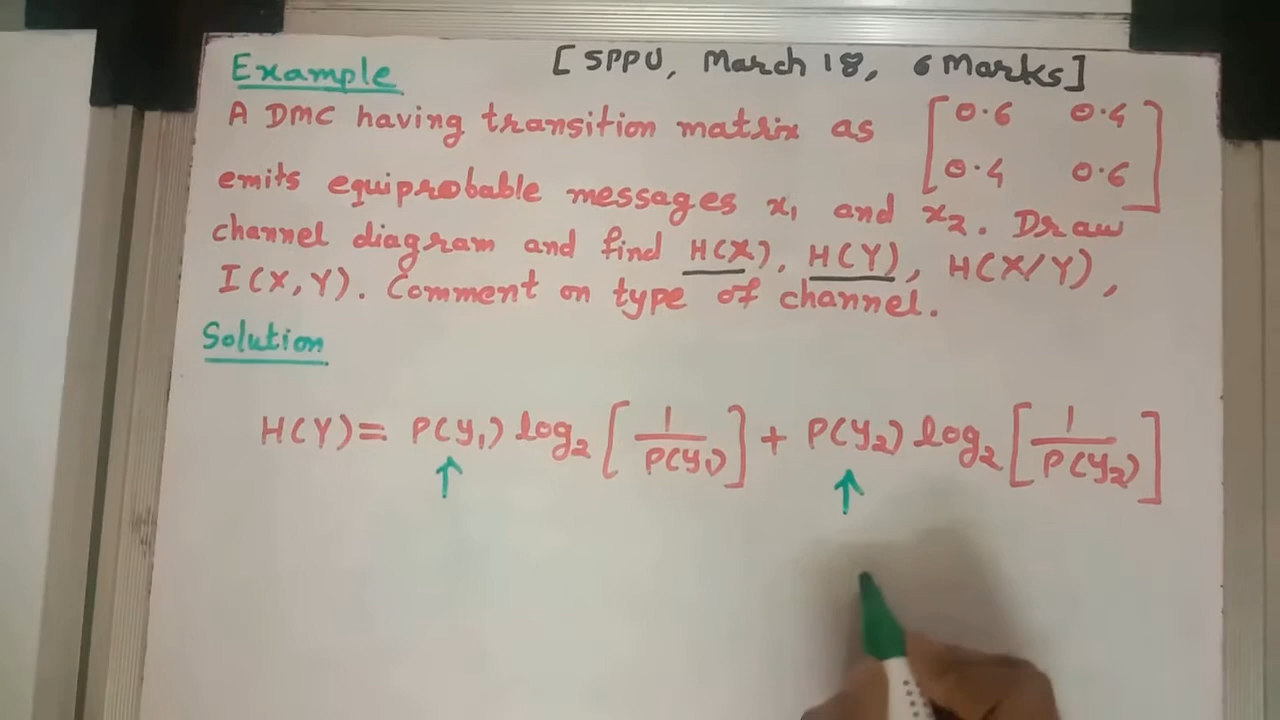 Example [SPPU, March 18, 6 Marks]
A DMC having transition matrix as [0.6 0.4
0.4 0.6]
emits equiprobable messages x₁ and x₂. Draw
channel diagram and find H(X), H(Y), H(X/Y),
I(X,Y). Comment on type of channel.
Solution
H(Y) = P(y₁) log₂ [1/P(y₁)] + P(y₂) log₂ [1/P(y₂)]
↑ ↑